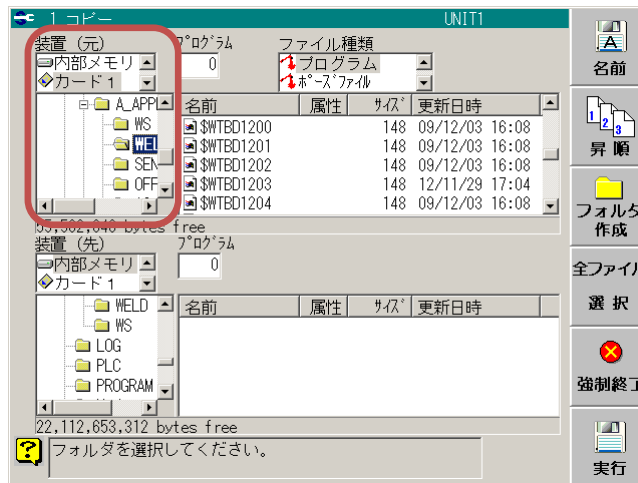 1 コピー UNIT1
装置 (元) プログラム ファイル種類
内部メモリ 0 プログラム
カード1 ポーズファイル
A_APPL 名前 属性 サイズ 更新日時
WS $WTBD1200 148 09/12/03 16:08
WEL $WTBD1201 148 09/12/03 16:08
SEN $WTBD1202 148 09/12/03 16:08
OFF $WTBD1203 148 12/11/29 17:04
$WTBD1204 148 09/12/03 16:08
bytes free
装置 (先) プログラム
内部メモリ 0
カード1
WELD 名前 属性 サイズ 更新日時
WS
LOG
PLC
PROGRAM
22,112,653,312 bytes free
フォルダを選択してください。
A
名前
1 2 3
昇 順
フォルダ
作成
全ファイル
選 択
強制終了
実行